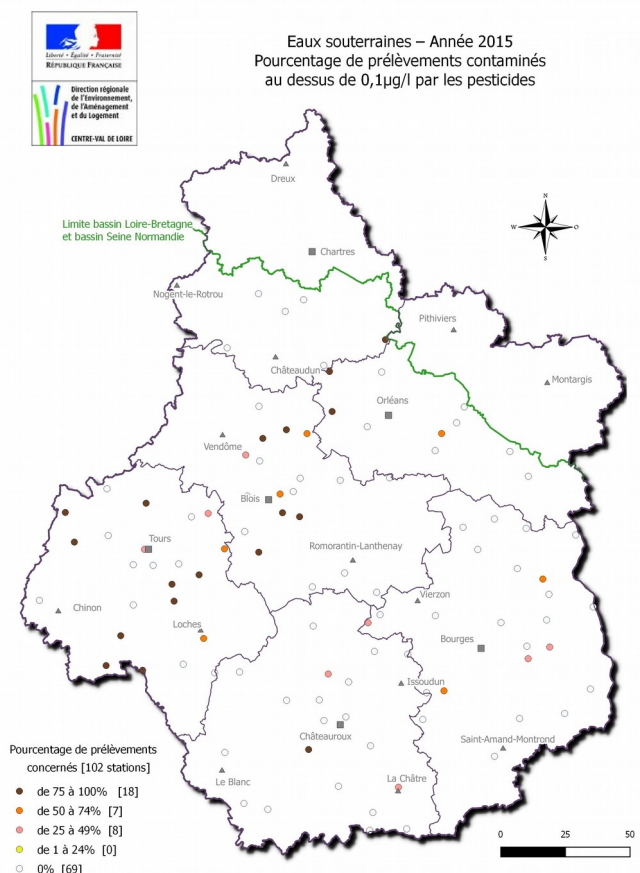 Liberté • Égalité • Fraternité
RÉPUBLIQUE FRANÇAISE
Direction régionale
de l'Environnement,
de l'Aménagement
et du Logement
CENTRE-VAL DE LOIRE
Eaux souterraines – Année 2015
Pourcentage de prélèvements contaminés
au dessus de 0,1µg/l par les pesticides
Dreux
Limite bassin Loire-Bretagne
et bassin Seine Normandie
N
W
O
S
Chartres
Nogent-le-Rotrou
Pithiviers
Châteaudun
Montargis
Orléans
Vendôme
Blois
Tours
Romorantin-Lanthenay
Vierzon
Chinon
Loches
Bourges
Issoudun
Châteauroux
Saint-Amand-Montrond
Le Blanc
La Châtre
Pourcentage de prélèvements
concernés [102 stations]
de 75 à 100% [18]
de 50 à 74% [7]
de 25 à 49% [8]
de 1 à 24% [0]
0% [69]
0 25 50